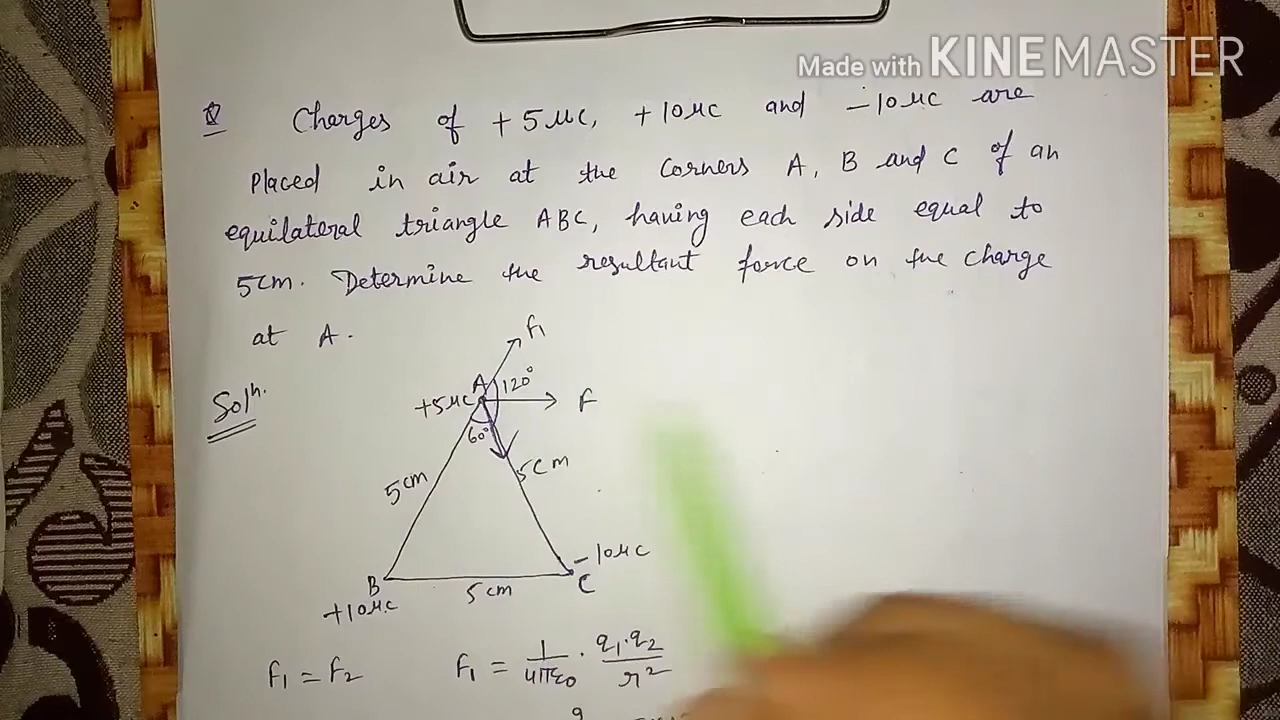 Made with KINEMASTER
Q Charges of +5μC, +10μC and -10μC are
Placed in air at the corners A, B and C of an
equilateral triangle ABC, having each side equal to
5cm. Determine the resultant force on the charge
at A.
Solⁿ.
F₁
A 120°
+5μC F
60°
5cm 5cm
-10μC
B 5cm C
+10μC
F₁ = F₂ F₁ = 1/4πε₀ · q₁·q₂/r²
9